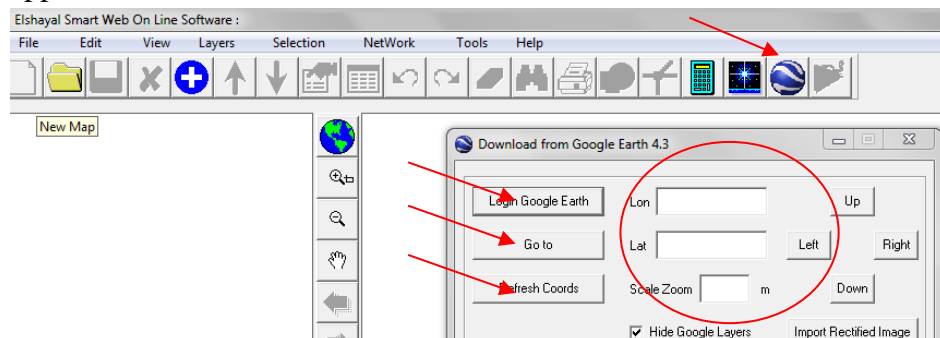 Elshayal Smart Web On Line Software :
File Edit View Layers Selection NetWork Tools Help
New Map
Download from Google Earth 4.3
Login Google Earth Lon Up
Go to Lat Left Right
Refresh Coords Scale Zoom m Down
Hide Google Layers Import Rectified Image